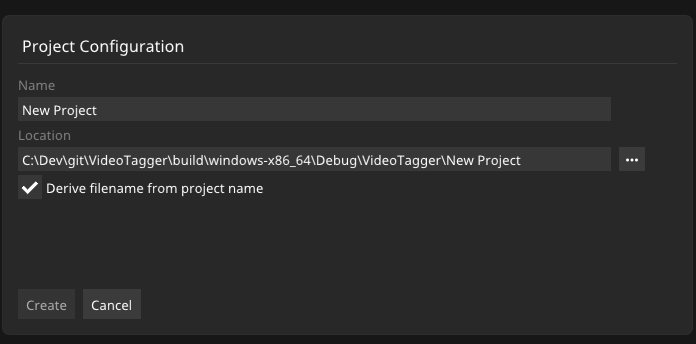 Project Configuration
Name
New Project
Location
C:\Dev\git\VideoTagger\build\windows-x86_64\Debug\VideoTagger\New Project
Derive filename from project name
Create Cancel